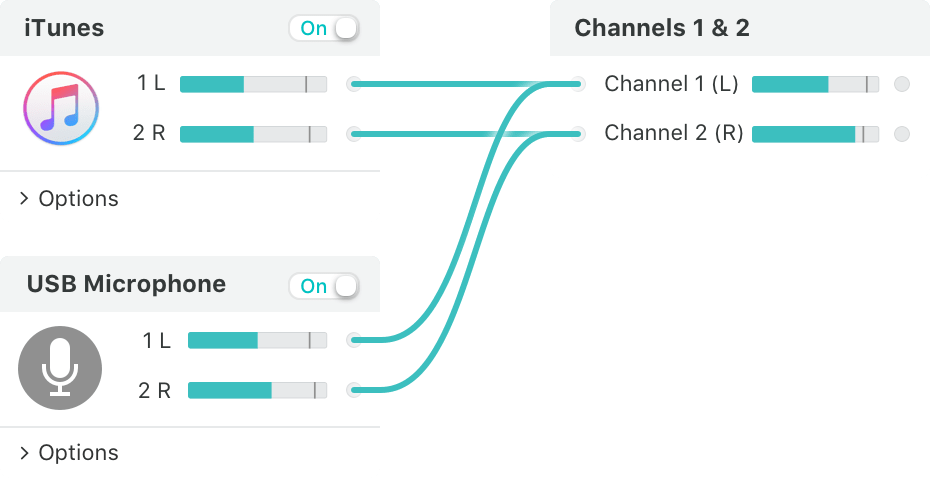 iTunes
On
1 L
2 R
> Options
USB Microphone
On
1 L
2 R
> Options
Channels 1 & 2
Channel 1 (L)
Channel 2 (R)